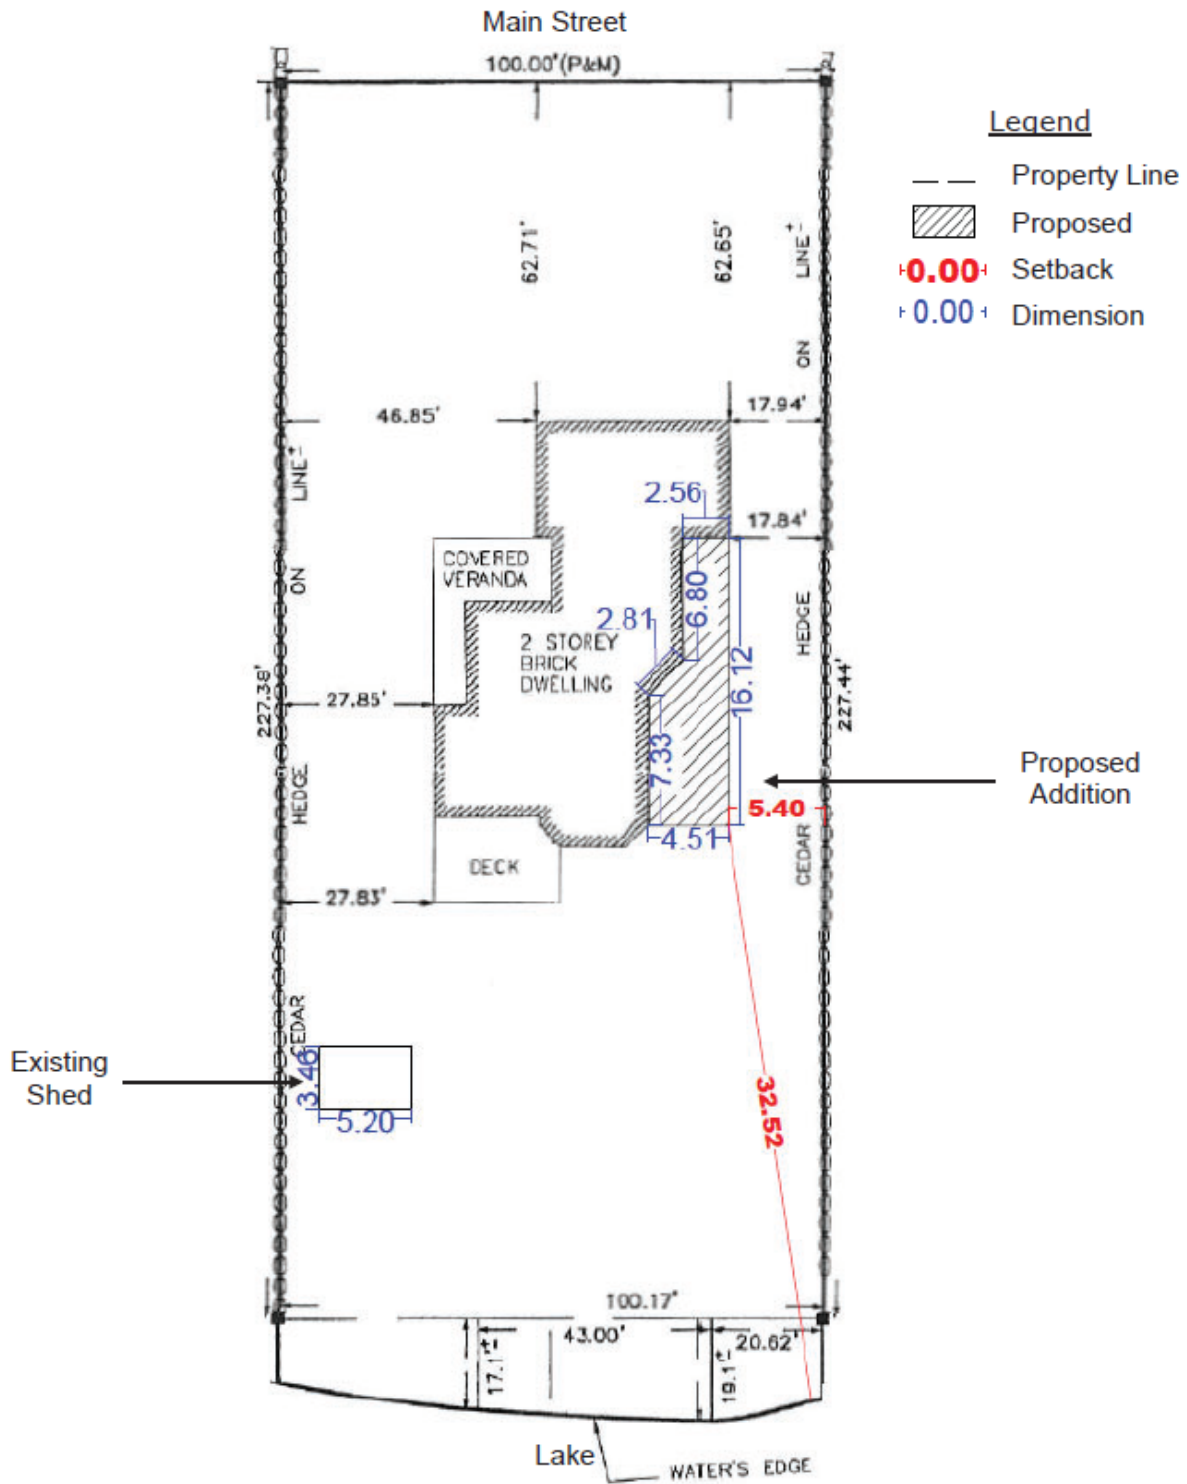 Main Street
100.00'(P&M)
Legend
Property Line
Proposed
0.00 Setback
0.00 Dimension
62.71'
62.65'
LINE±
ON
HEDGE
CEDAR
46.85'
17.94'
LINE±
ON
HEDGE
CEDAR
2.56
17.84'
COVERED
VERANDA
6.80
2.81
2 STOREY
BRICK
DWELLING
16.12
227.38'
27.85'
227.44'
7.33
Proposed
Addition
5.40
4.51
DECK
27.83'
Existing
Shed
3.46
5.20
32.52
100.17'
43.00'
20.62'
17.1'±
19.1'±
Lake
WATER'S EDGE